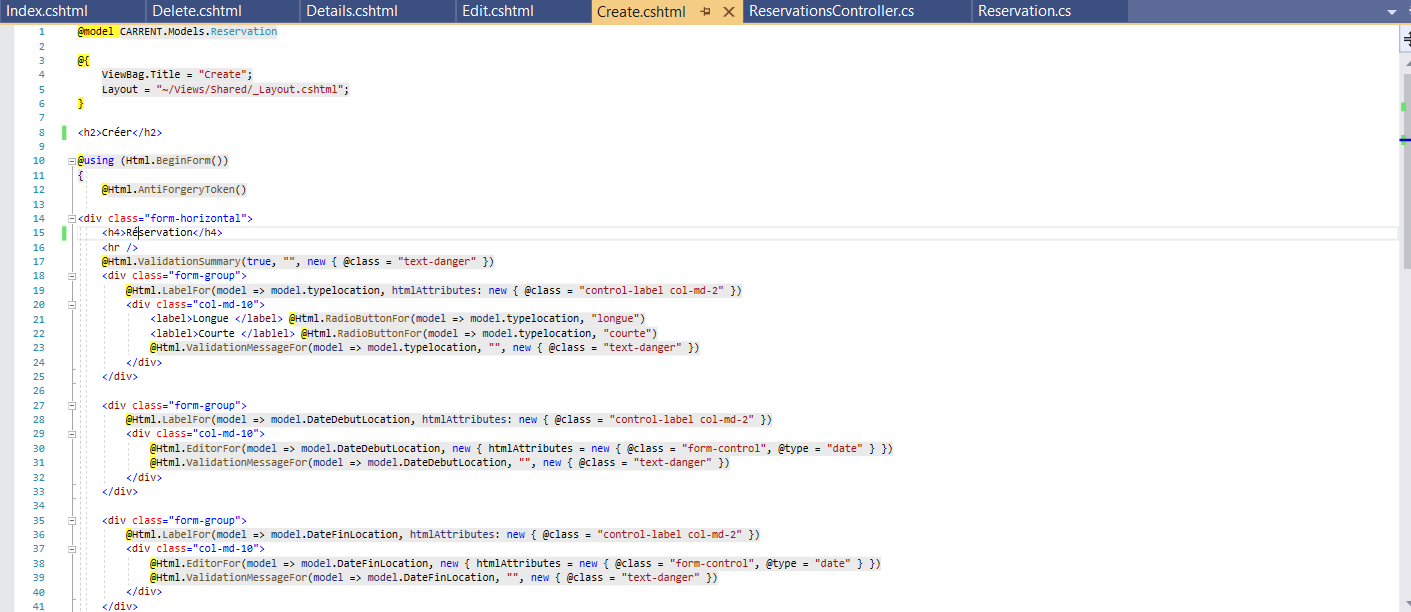 Index.cshtml Delete.cshtml Details.cshtml Edit.cshtml Create.cshtml ReservationsController.cs Reservation.cs
1 @model CARRENT.Models.Reservation
2
3 @{
4 ViewBag.Title = "Create";
5 Layout = "~/Views/Shared/_Layout.cshtml";
6 }
7
8 <h2>Créer</h2>
9
10 @using (Html.BeginForm())
11 {
12 @Html.AntiForgeryToken()
13
14 <div class="form-horizontal">
15 <h4>Réservation</h4>
16 <hr />
17 @Html.ValidationSummary(true, "", new { @class = "text-danger" })
18 <div class="form-group">
19 @Html.LabelFor(model => model.typelocation, htmlAttributes: new { @class = "control-label col-md-2" })
20 <div class="col-md-10">
21 <label>Longue </label> @Html.RadioButtonFor(model => model.typelocation, "longue")
22 <lablel>Courte </lablel> @Html.RadioButtonFor(model => model.typelocation, "courte")
23 @Html.ValidationMessageFor(model => model.typelocation, "", new { @class = "text-danger" })
24 </div>
25 </div>
26
27 <div class="form-group">
28 @Html.LabelFor(model => model.DateDebutLocation, htmlAttributes: new { @class = "control-label col-md-2" })
29 <div class="col-md-10">
30 @Html.EditorFor(model => model.DateDebutLocation, new { htmlAttributes = new { @class = "form-control", @type = "date" } })
31 @Html.ValidationMessageFor(model => model.DateDebutLocation, "", new { @class = "text-danger" })
32 </div>
33 </div>
34
35 <div class="form-group">
36 @Html.LabelFor(model => model.DateFinLocation, htmlAttributes: new { @class = "control-label col-md-2" })
37 <div class="col-md-10">
38 @Html.EditorFor(model => model.DateFinLocation, new { htmlAttributes = new { @class = "form-control", @type = "date" } })
39 @Html.ValidationMessageFor(model => model.DateFinLocation, "", new { @class = "text-danger" })
40 </div>
41 </div>